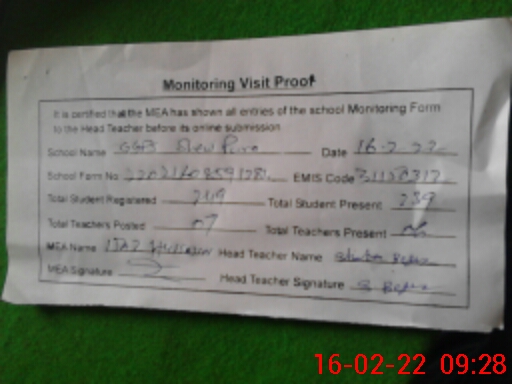 Monitoring Visit Proof
It is certified that the MEA has shown all entries of the school Monitoring Form
to the Head Teacher before its online submission
School Name Date 16-2-22
School Form No EMIS Code
Total Student Registered 249 Total Student Present 239
Total Teachers Posted 07 Total Teachers Present
MEA Name IJAZ Head Teacher Name
MEA Signature Head Teacher Signature
16-02-22 09:28